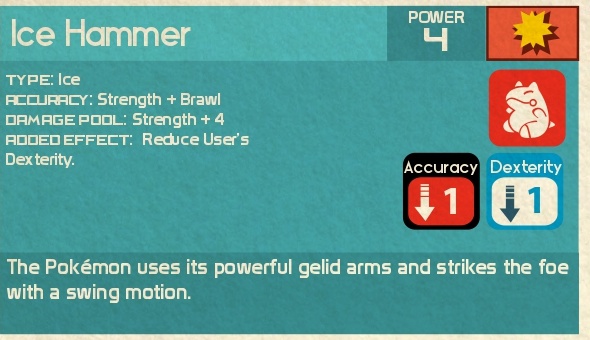 Ice Hammer
POWER
4
TYPE: Ice
ACCURACY: Strength + Brawl
DAMAGE POOL: Strength + 4
ADDED EFFECT: Reduce User's
Dexterity.
Accuracy
1
Dexterity
1
The Pokémon uses its powerful gelid arms and strikes the foe
with a swing motion.